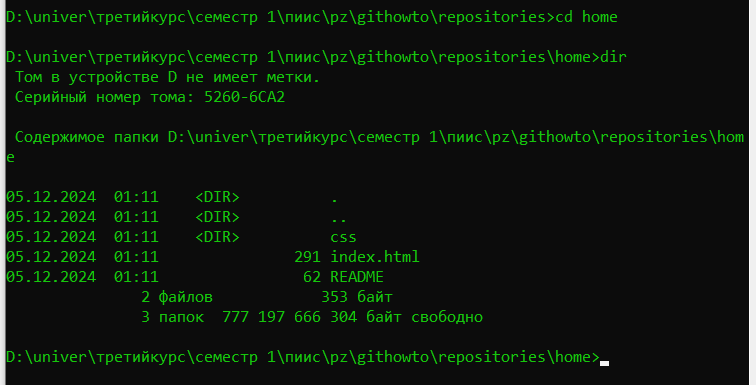 D:\univer\третийкурс\семестр 1\пиис\pz\githowto\repositories>cd home
D:\univer\третийкурс\семестр 1\пиис\pz\githowto\repositories\home>dir
Том в устройстве D не имеет метки.
Серийный номер тома: 5260-6CA2
Содержимое папки D:\univer\третийкурс\семестр 1\пиис\pz\githowto\repositories\hom
e
05.12.2024  01:11    <DIR>          .
05.12.2024  01:11    <DIR>          ..
05.12.2024  01:11    <DIR>          css
05.12.2024  01:11               291 index.html
05.12.2024  01:11                62 README
2 файлов            353 байт
3 папок  777 197 666 304 байт свободно
D:\univer\третийкурс\семестр 1\пиис\pz\githowto\repositories\home>